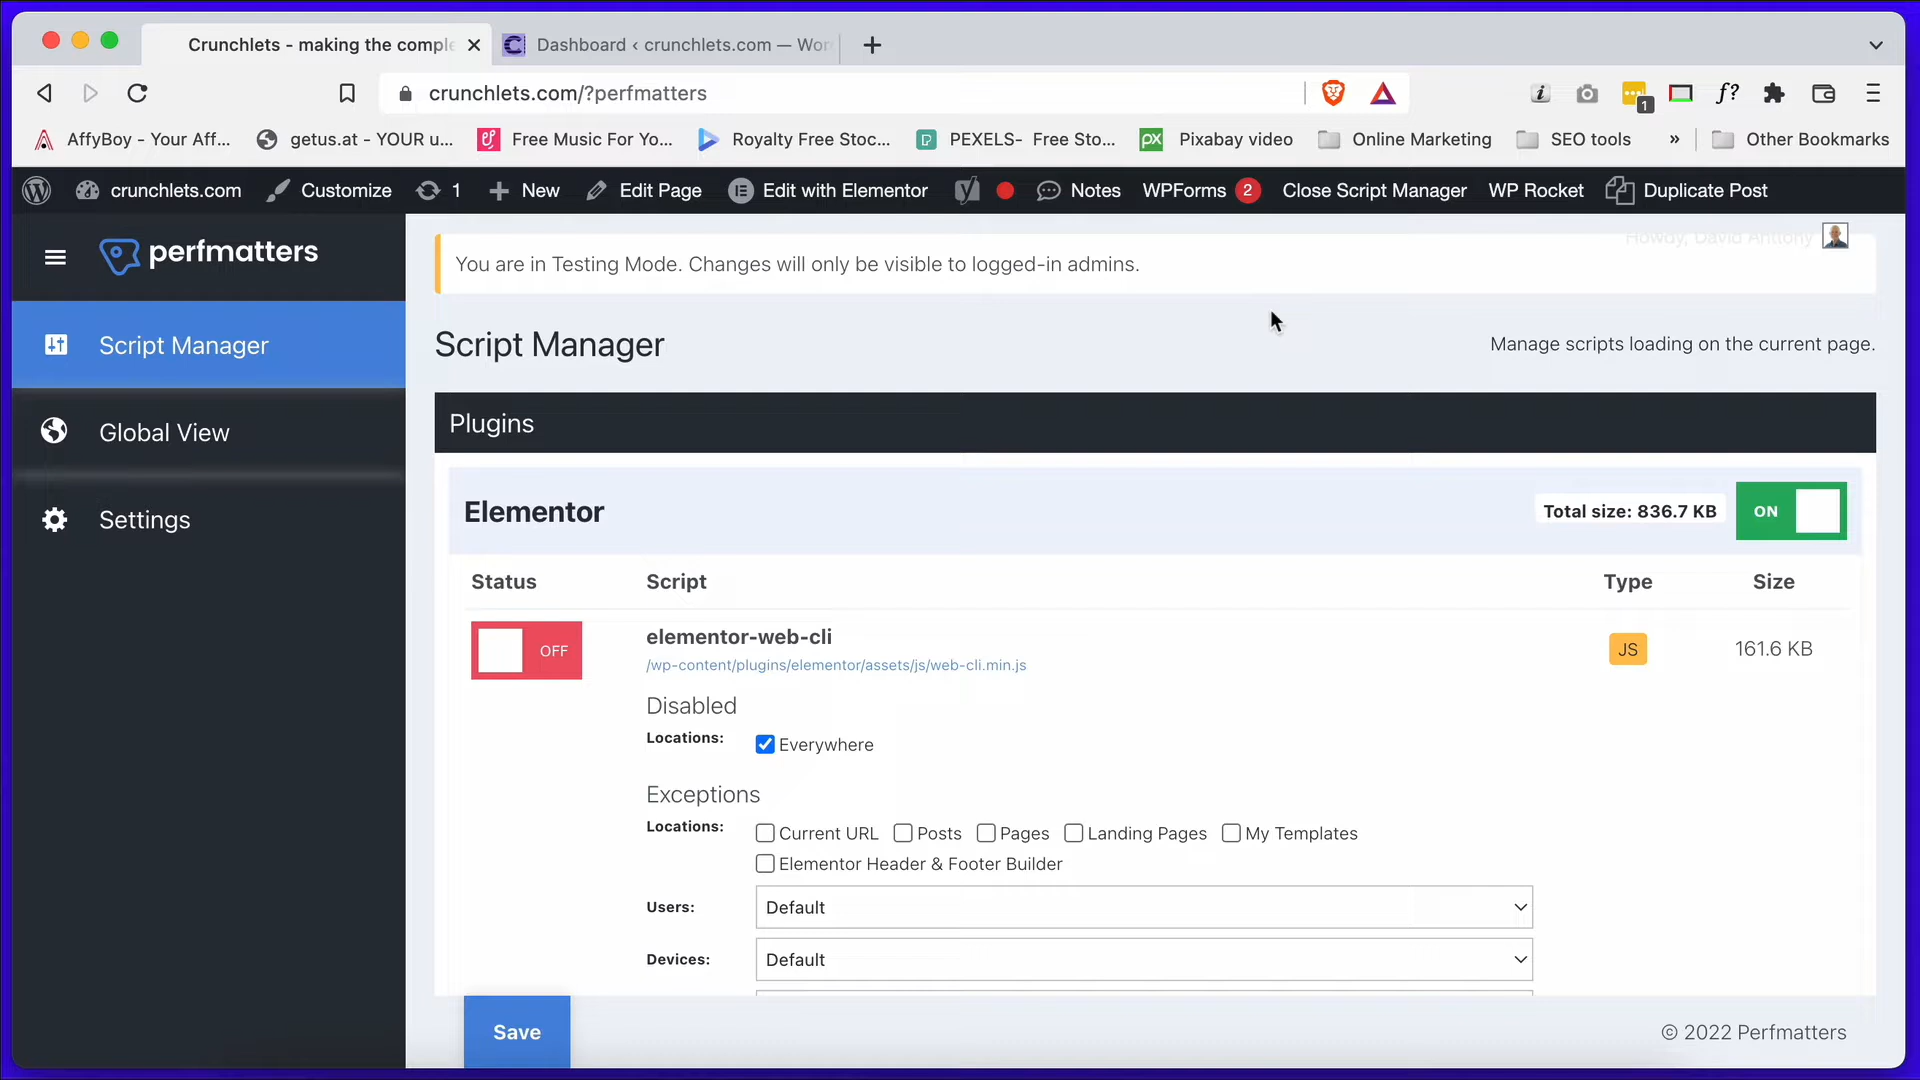 Crunchlets - making the comple
Dashboard ‹ crunchlets.com — Wor
crunchlets.com/?perfmatters
1
f?
AffyBoy - Your Aff...
getus.at - YOUR u...
Free Music For Yo...
Royalty Free Stoc...
PEXELS- Free Sto...
px
Pixabay video
Online Marketing
SEO tools
»
Other Bookmarks
crunchlets.com
Customize
1
New
Edit Page
Edit with Elementor
Notes
WPForms 2
Close Script Manager
WP Rocket
Duplicate Post
perfmatters
Howdy, David Anttony
You are in Testing Mode. Changes will only be visible to logged-in admins.
Script Manager
Global View
Settings
Script Manager
Manage scripts loading on the current page.
Plugins
Elementor
Total size: 836.7 KB
ON
Status
Script
Type
Size
OFF
elementor-web-cli
/wp-content/plugins/elementor/assets/js/web-cli.min.js
JS
161.6 KB
Disabled
Locations:
Everywhere
Exceptions
Locations:
Current URL
Posts
Pages
Landing Pages
My Templates
Elementor Header & Footer Builder
Users:
Default
Devices:
Default
Save
© 2022 Perfmatters